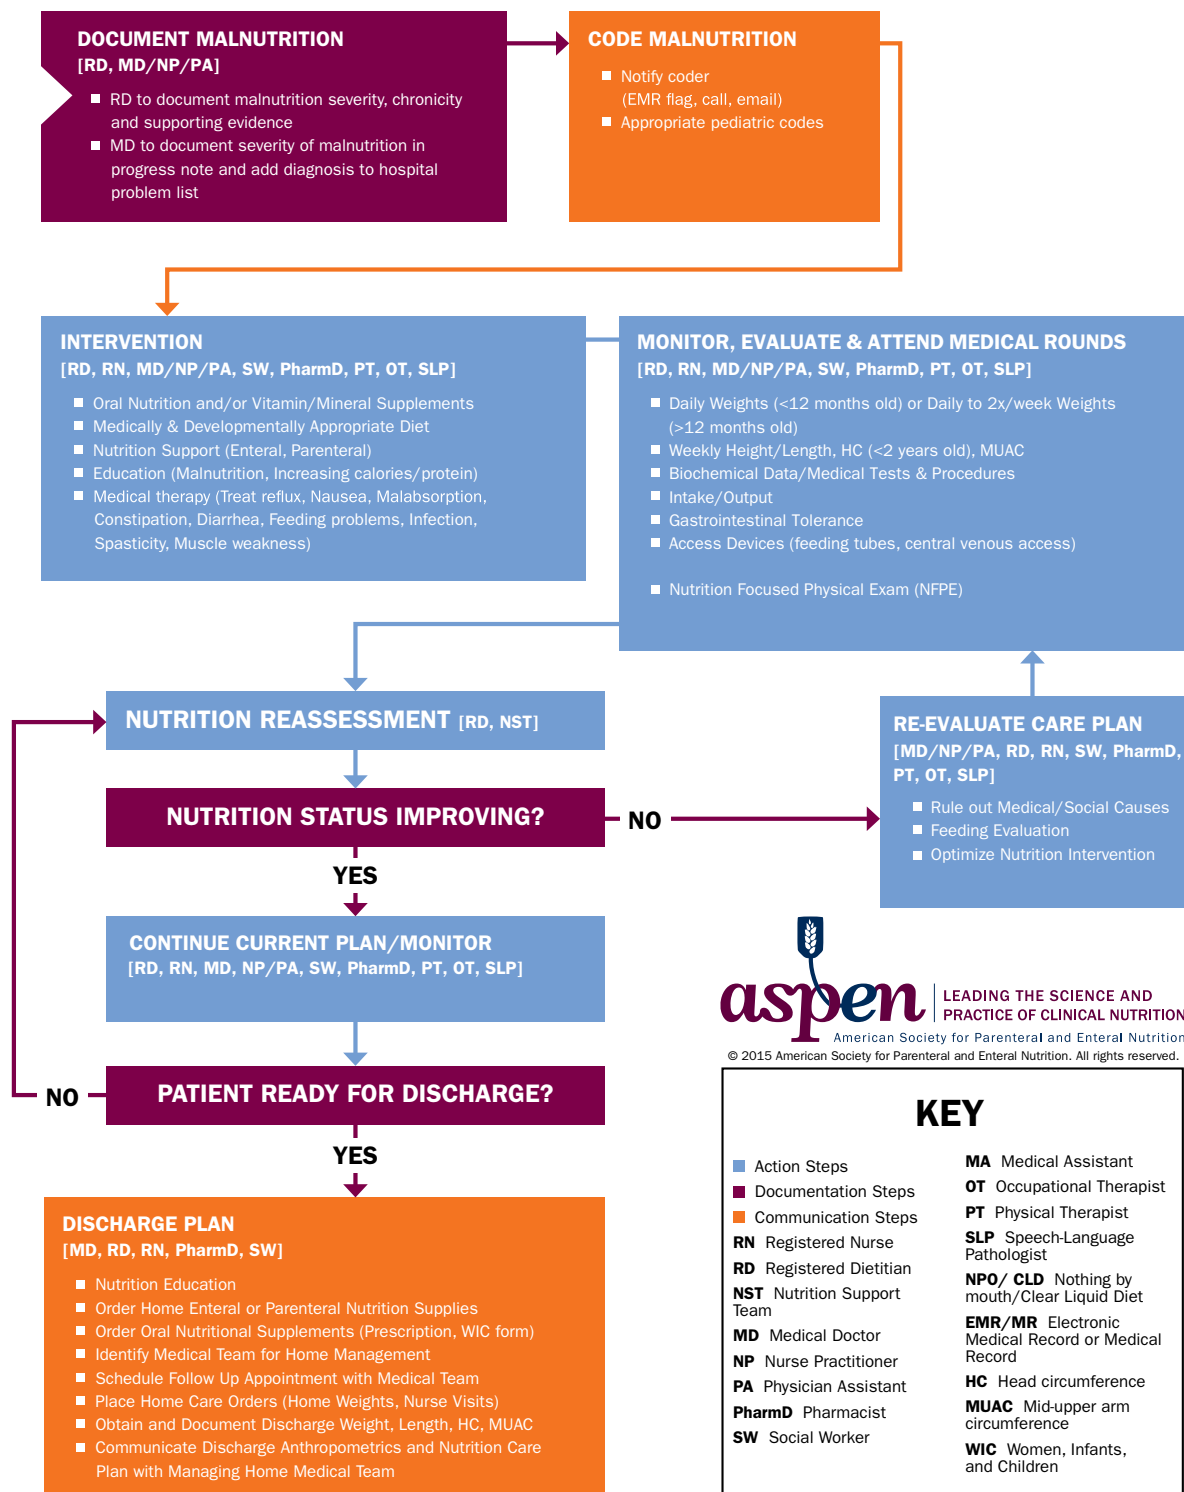 DOCUMENT MALNUTRITION
[RD, MD/NP/PA]
RD to document malnutrition severity, chronicity
and supporting evidence
MD to document severity of malnutrition in
progress note and add diagnosis to hospital
problem list
CODE MALNUTRITION
Notify coder
(EMR flag, call, email)
Appropriate pediatric codes
INTERVENTION
[RD, RN, MD/NP/PA, SW, PharmD, PT, OT, SLP]
Oral Nutrition and/or Vitamin/Mineral Supplements
Medically & Developmentally Appropriate Diet
Nutrition Support (Enteral, Parenteral)
Education (Malnutrition, Increasing calories/protein)
Medical therapy (Treat reflux, Nausea, Malabsorption,
Constipation, Diarrhea, Feeding problems, Infection,
Spasticity, Muscle weakness)
MONITOR, EVALUATE & ATTEND MEDICAL ROUNDS
[RD, RN, MD/NP/PA, SW, PharmD, PT, OT, SLP]
Daily Weights (<12 months old) or Daily to 2x/week Weights
(>12 months old)
Weekly Height/Length, HC (<2 years old), MUAC
Biochemical Data/Medical Tests & Procedures
Intake/Output
Gastrointestinal Tolerance
Access Devices (feeding tubes, central venous access)
Nutrition Focused Physical Exam (NFPE)
NUTRITION REASSESSMENT [RD, NST]
NUTRITION STATUS IMPROVING?
NO
RE-EVALUATE CARE PLAN
[MD/NP/PA, RD, RN, SW, PharmD,
PT, OT, SLP]
Rule out Medical/Social Causes
Feeding Evaluation
Optimize Nutrition Intervention
YES
CONTINUE CURRENT PLAN/MONITOR
[RD, RN, MD, NP/PA, SW, PharmD, PT, OT, SLP]
PATIENT READY FOR DISCHARGE?
NO
YES
DISCHARGE PLAN
[MD, RD, RN, PharmD, SW]
Nutrition Education
Order Home Enteral or Parenteral Nutrition Supplies
Order Oral Nutritional Supplements (Prescription, WIC form)
Identify Medical Team for Home Management
Schedule Follow Up Appointment with Medical Team
Place Home Care Orders (Home Weights, Nurse Visits)
Obtain and Document Discharge Weight, Length, HC, MUAC
Communicate Discharge Anthropometrics and Nutrition Care
Plan with Managing Home Medical Team
aspen
LEADING THE SCIENCE AND
PRACTICE OF CLINICAL NUTRITION
American Society for Parenteral and Enteral Nutrition
© 2015 American Society for Parenteral and Enteral Nutrition. All rights reserved.
KEY
Action Steps
Documentation Steps
Communication Steps
RN Registered Nurse
RD Registered Dietitian
NST Nutrition Support
Team
MD Medical Doctor
NP Nurse Practitioner
PA Physician Assistant
PharmD Pharmacist
SW Social Worker
MA Medical Assistant
OT Occupational Therapist
PT Physical Therapist
SLP Speech-Language
Pathologist
NPO/ CLD Nothing by
mouth/Clear Liquid Diet
EMR/MR Electronic
Medical Record or Medical
Record
HC Head circumference
MUAC Mid-upper arm
circumference
WIC Women, Infants,
and Children